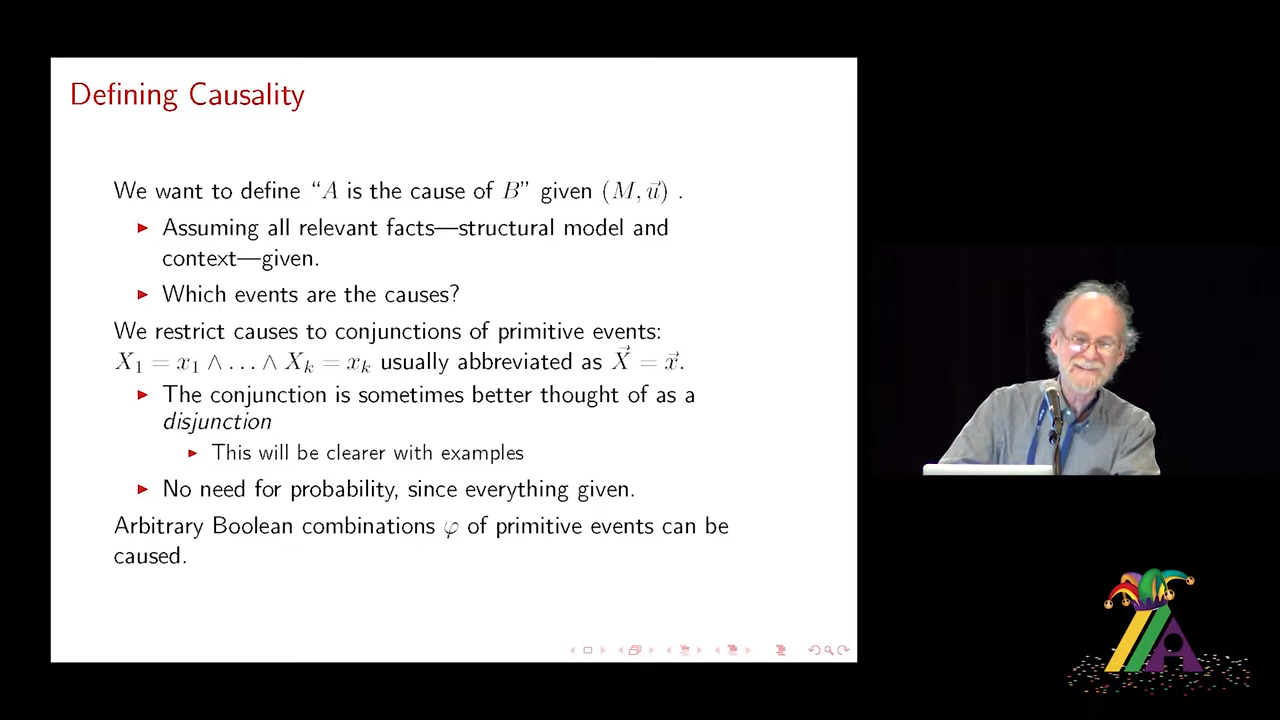 Defining Causality
We want to define “A is the cause of B” given (M, u⃗) .
▶ Assuming all relevant facts—structural model and
context—given.
▶ Which events are the causes?
We restrict causes to conjunctions of primitive events:
X₁ = x₁ ∧ … ∧ Xₖ = xₖ usually abbreviated as X⃗ = x⃗.
▶ The conjunction is sometimes better thought of as a
disjunction
▶ This will be clearer with examples
▶ No need for probability, since everything given.
Arbitrary Boolean combinations φ of primitive events can be
caused.